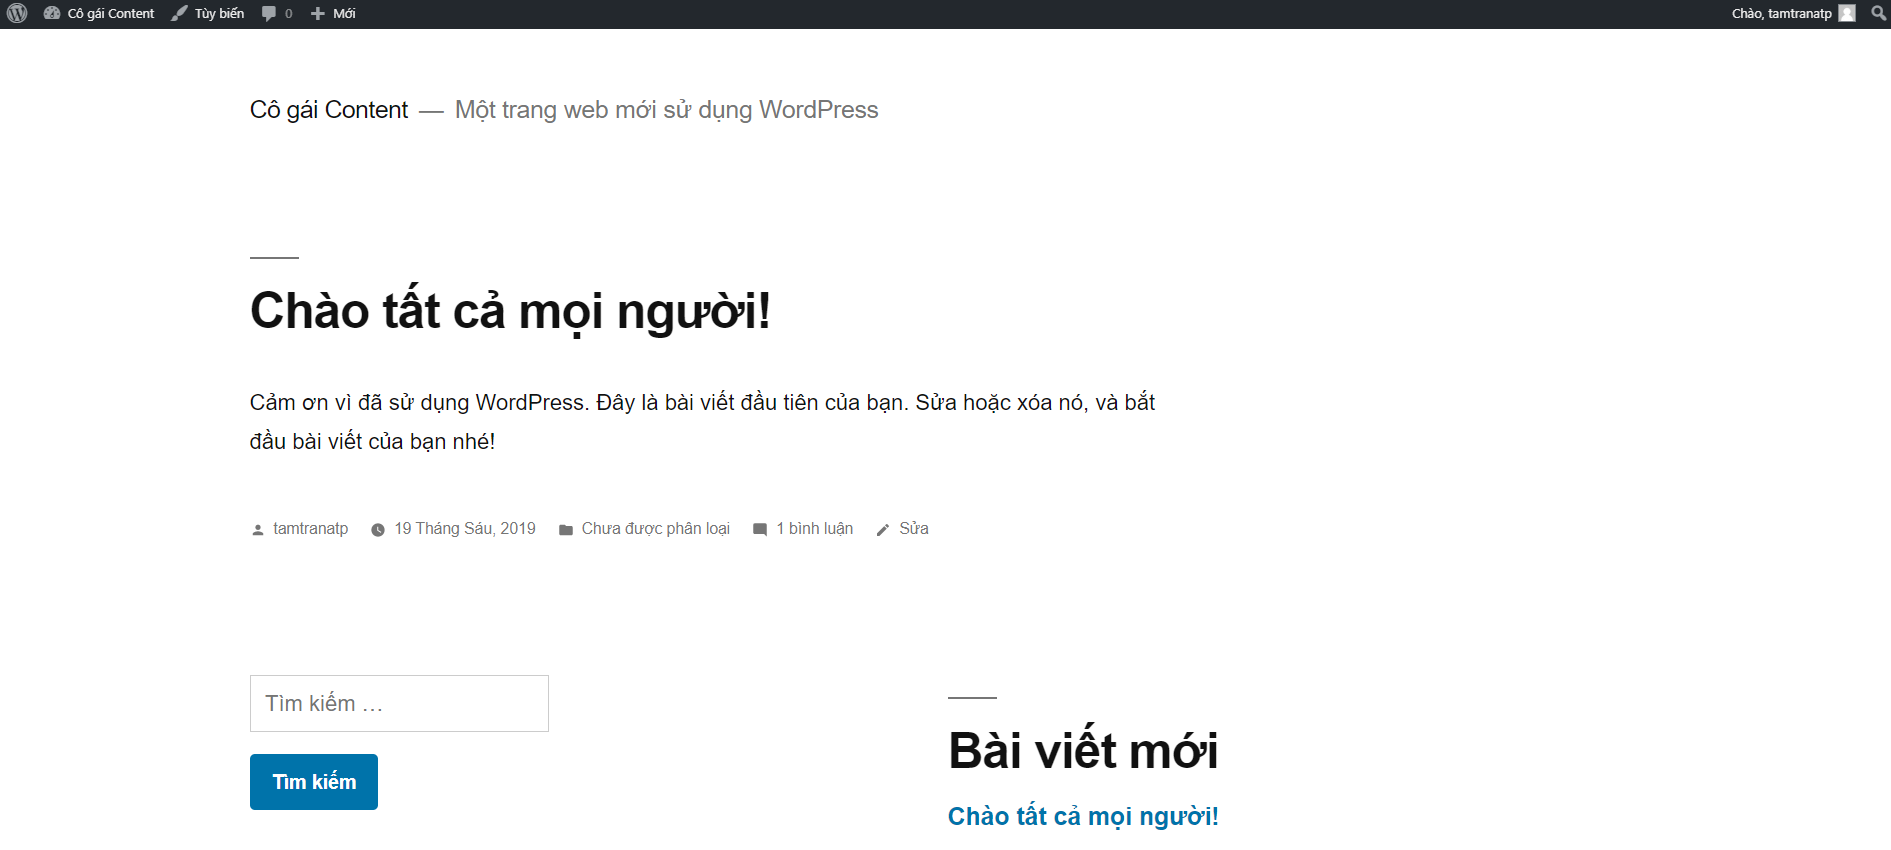 Cô gái Content Tùy biến 0 Mới Chào, tamtranatp
Cô gái Content — Một trang web mới sử dụng WordPress
Chào tất cả mọi người!
Cảm ơn vì đã sử dụng WordPress. Đây là bài viết đầu tiên của bạn. Sửa hoặc xóa nó, và bắt
đầu bài viết của bạn nhé!
tamtranatp 19 Tháng Sáu, 2019 Chưa được phân loại 1 bình luận Sửa
Tìm kiếm …
Tìm kiếm
Bài viết mới
Chào tất cả mọi người!